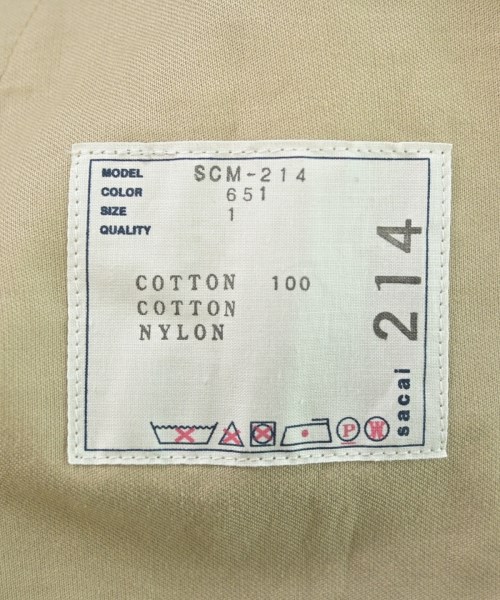 MODEL SCM-214
COLOR 651
SIZE 1
QUALITY
COTTON 100
COTTON
NYLON
P W
sacai 214